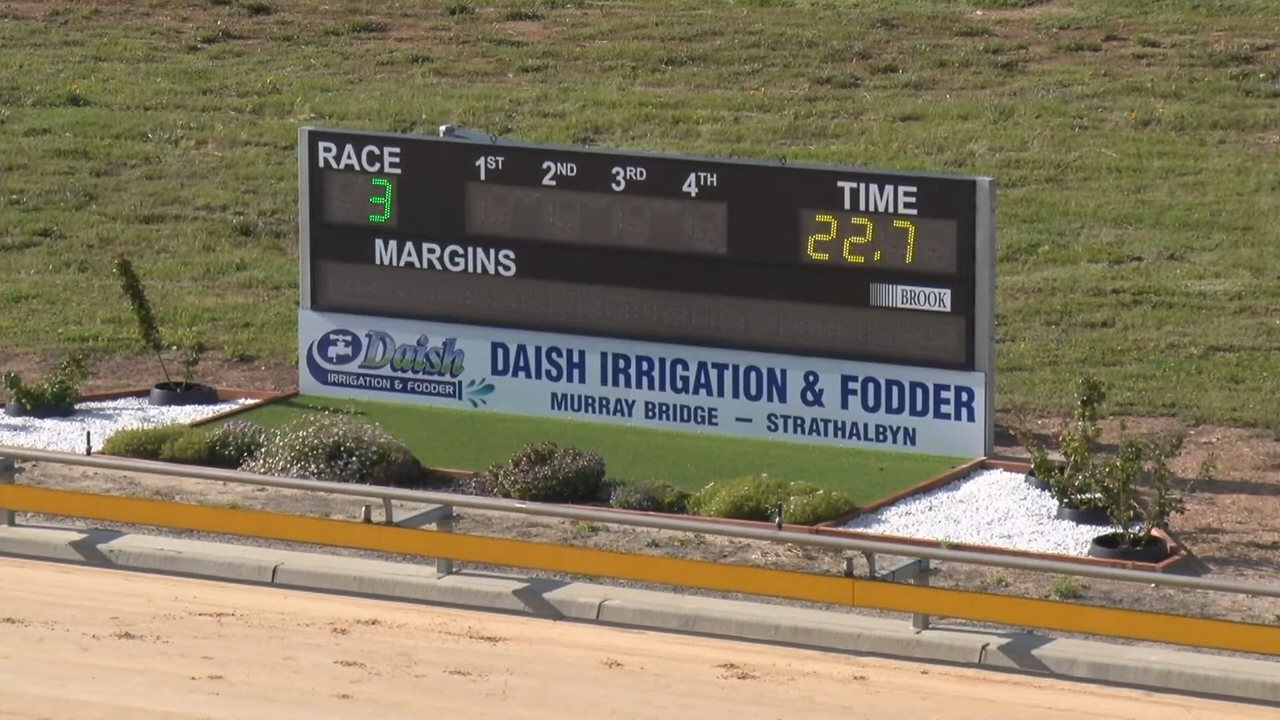 RACE 1ST 2ND 3RD 4TH TIME
3 22.7
MARGINS
BROOK
Daish
IRRIGATION & FODDER
DAISH IRRIGATION & FODDER
MURRAY BRIDGE – STRATHALBYN